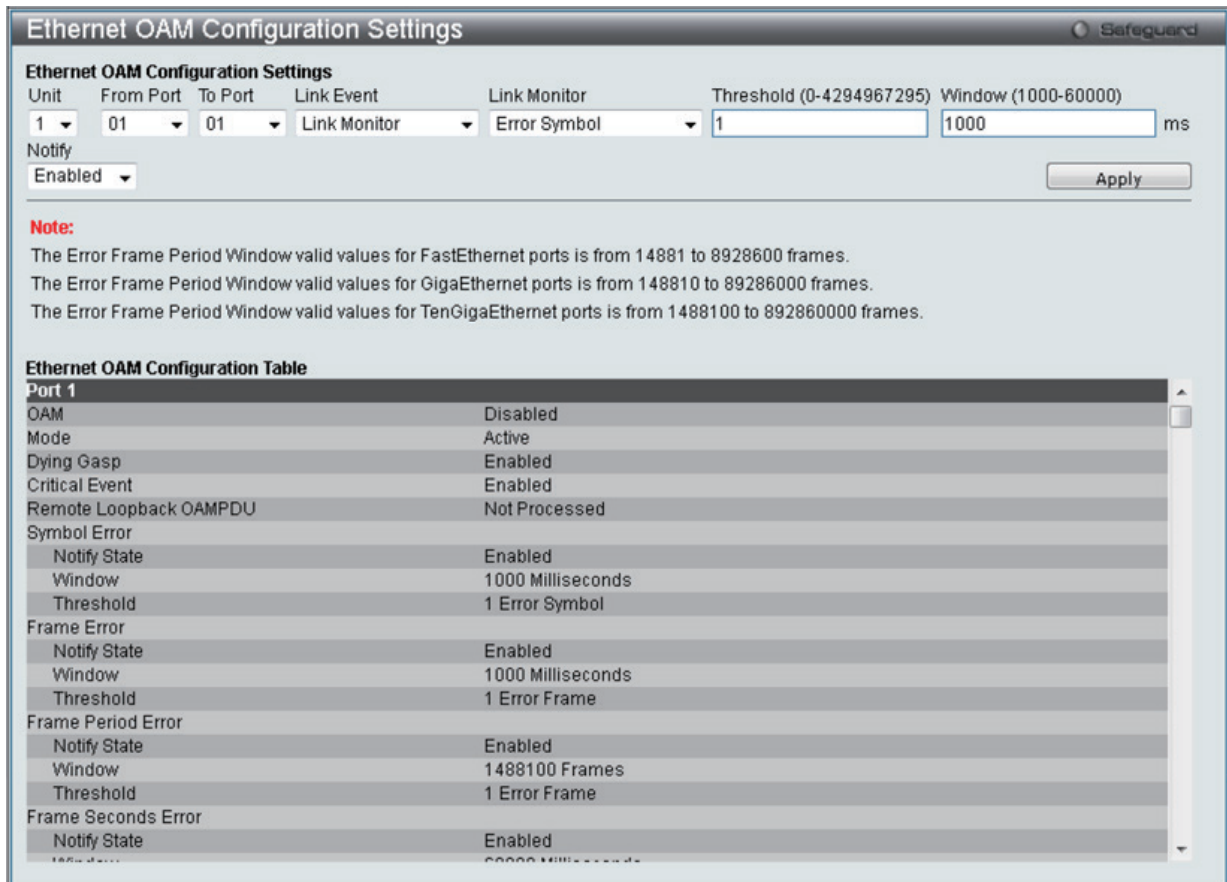 Ethernet OAM Configuration Settings Safeguard
Ethernet OAM Configuration Settings
Unit From Port To Port Link Event Link Monitor Threshold (0-4294967295) Window (1000-60000)
1 01 01 Link Monitor Error Symbol 1 1000 ms
Notify
Enabled Apply
Note:
The Error Frame Period Window valid values for FastEthernet ports is from 14881 to 8928600 frames.
The Error Frame Period Window valid values for GigaEthernet ports is from 148810 to 89286000 frames.
The Error Frame Period Window valid values for TenGigaEthernet ports is from 1488100 to 892860000 frames.
Ethernet OAM Configuration Table
Port 1
OAM Disabled
Mode Active
Dying Gasp Enabled
Critical Event Enabled
Remote Loopback OAMPDU Not Processed
Symbol Error
Notify State Enabled
Window 1000 Milliseconds
Threshold 1 Error Symbol
Frame Error
Notify State Enabled
Window 1000 Milliseconds
Threshold 1 Error Frame
Frame Period Error
Notify State Enabled
Window 1488100 Frames
Threshold 1 Error Frame
Frame Seconds Error
Notify State Enabled